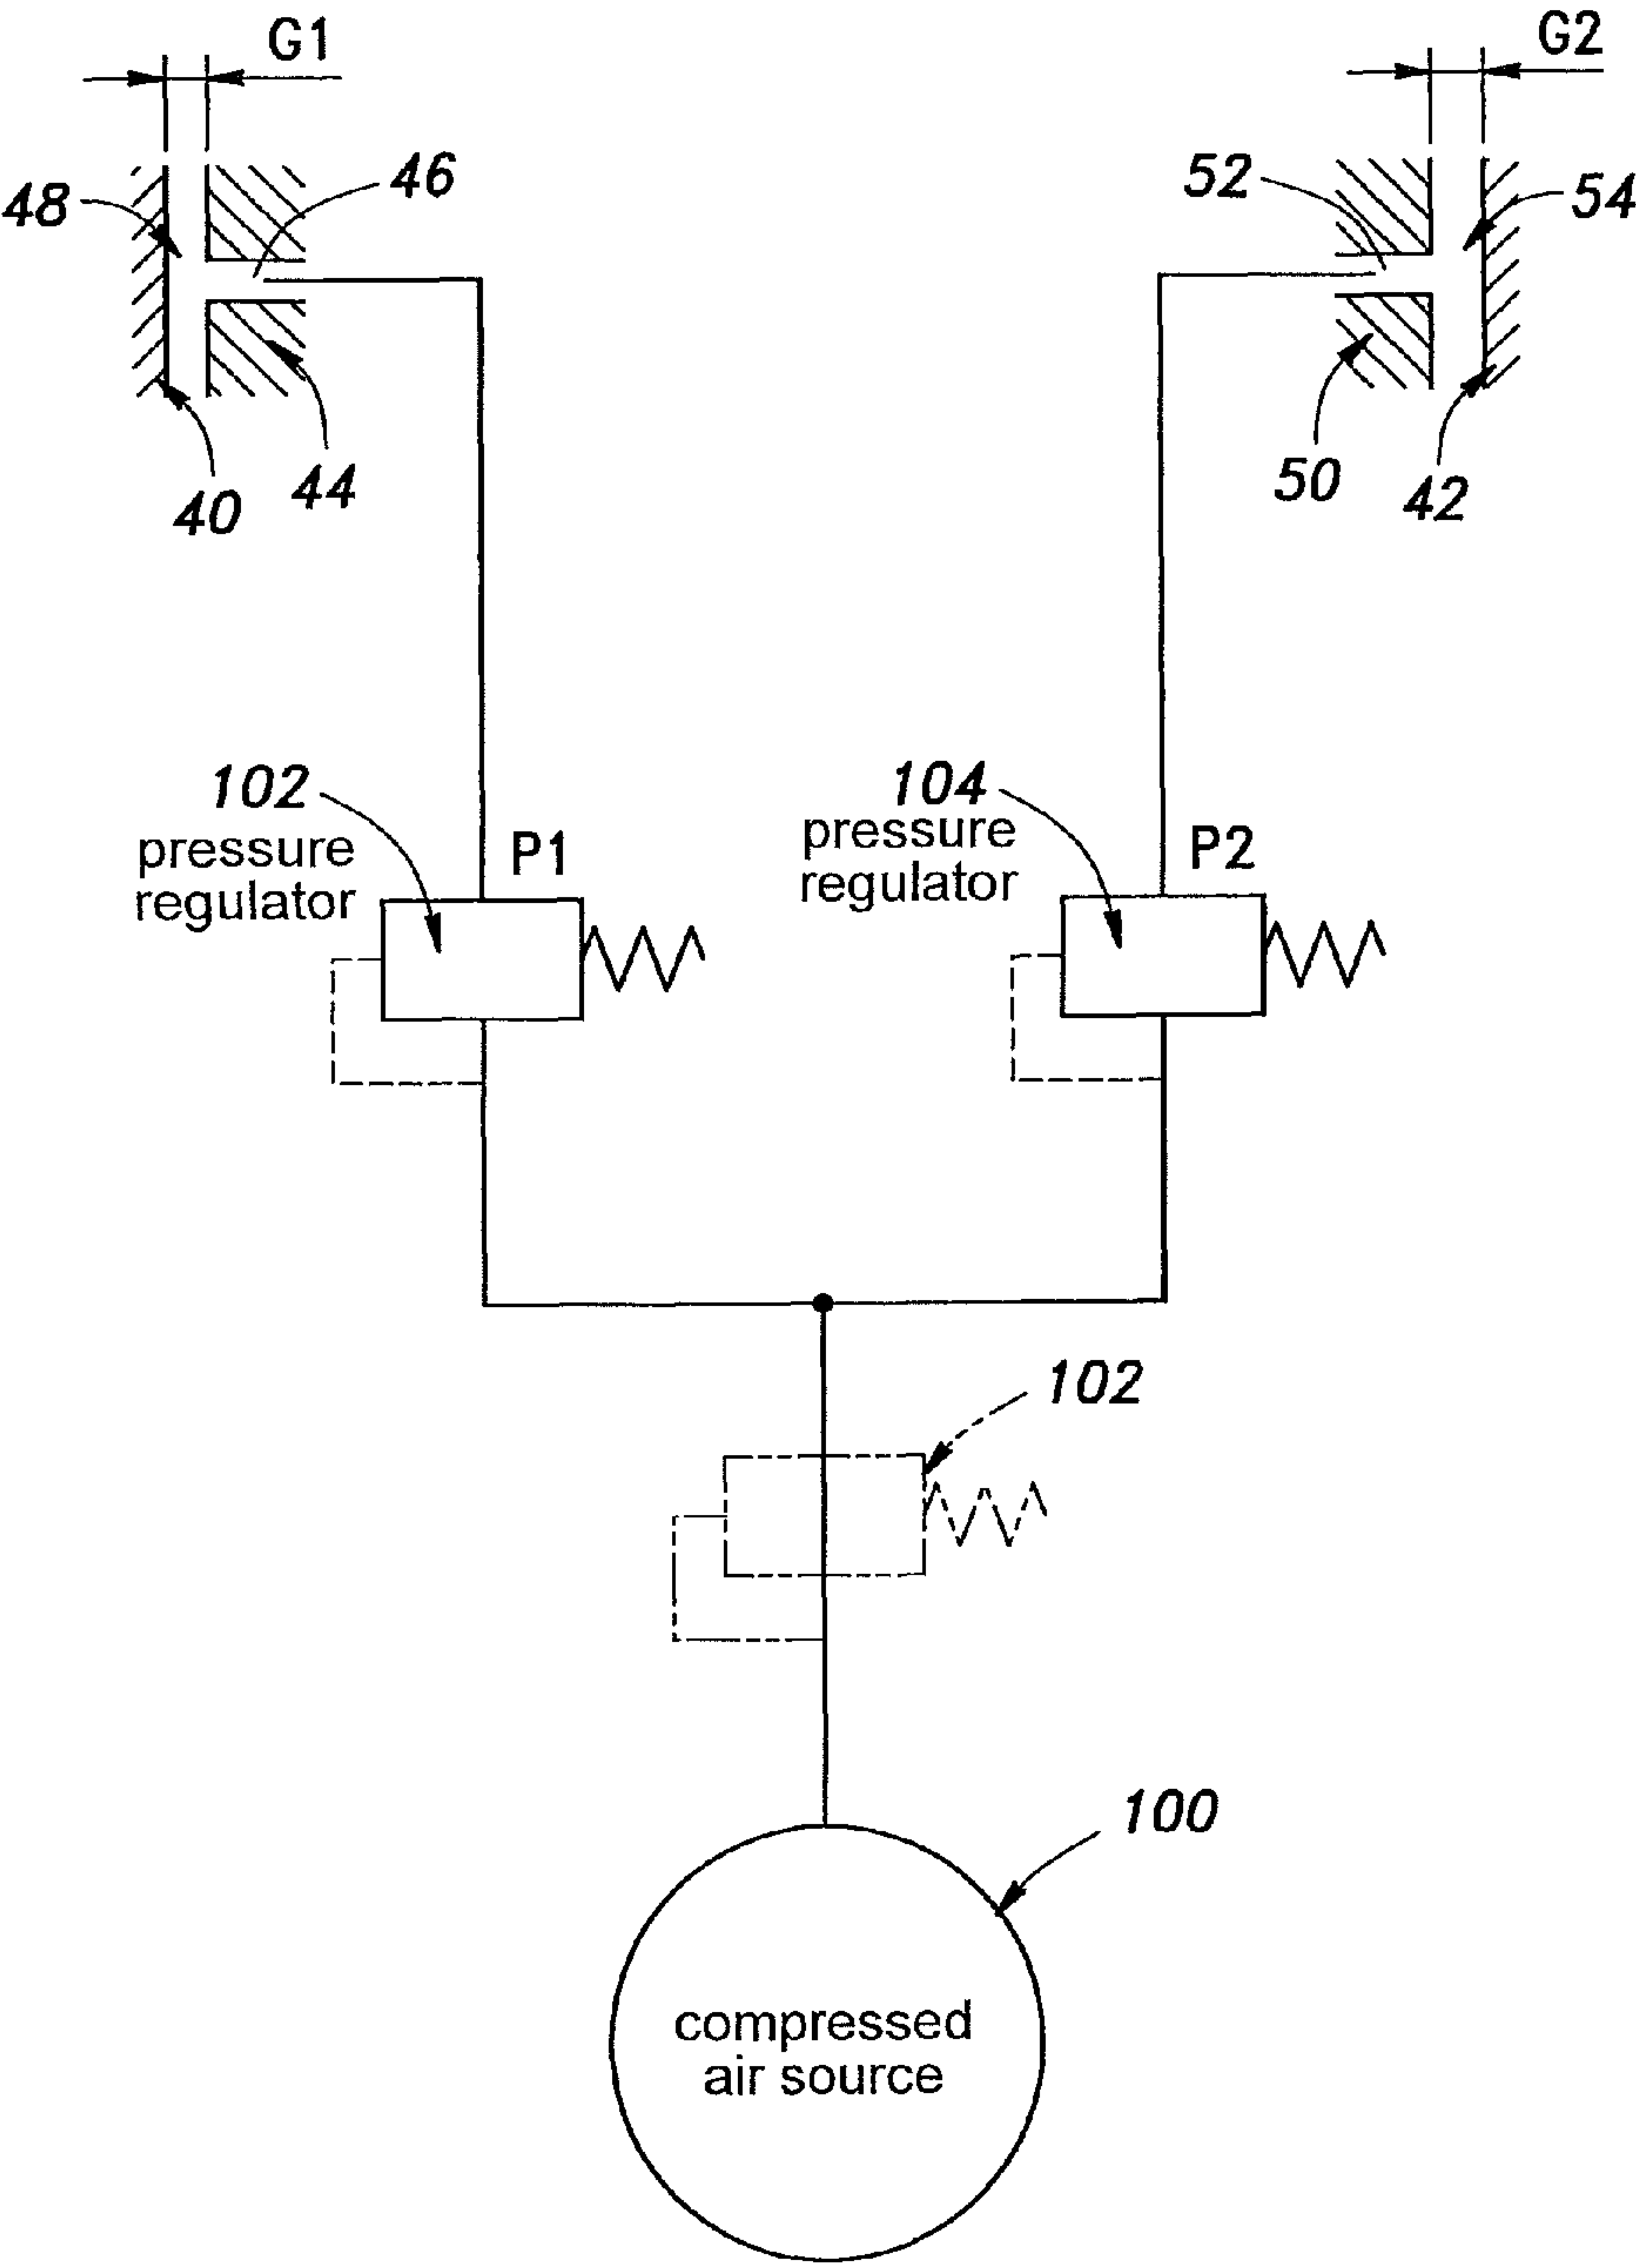 G1
G2
46
52
48
54
40
44
50
42
102
pressure
regulator
P1
104
pressure
regulator
P2
102
100
compressed
air source